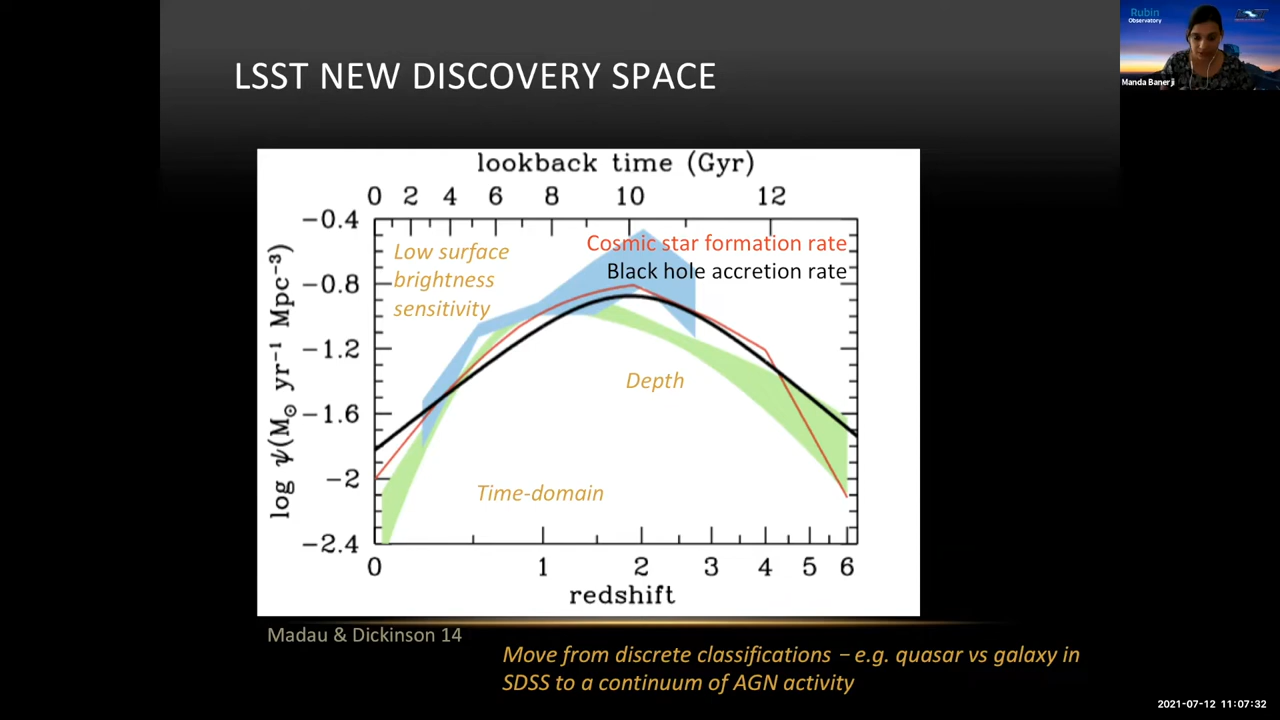 Rubin
Observatory
Manda Banerji
LSST NEW DISCOVERY SPACE
lookback time (Gyr)
0 2 4 6 8 10 12
−0.4
−0.8
−1.2
−1.6
−2
−2.4
log ψ(M⊙ yr−1 Mpc−3)
Low surface
brightness
sensitivity
Cosmic star formation rate
Black hole accretion rate
Depth
Time-domain
0 1 2 3 4 5 6
redshift
Madau & Dickinson 14
Move from discrete classifications – e.g. quasar vs galaxy in
SDSS to a continuum of AGN activity
2021-07-12 11:07:32